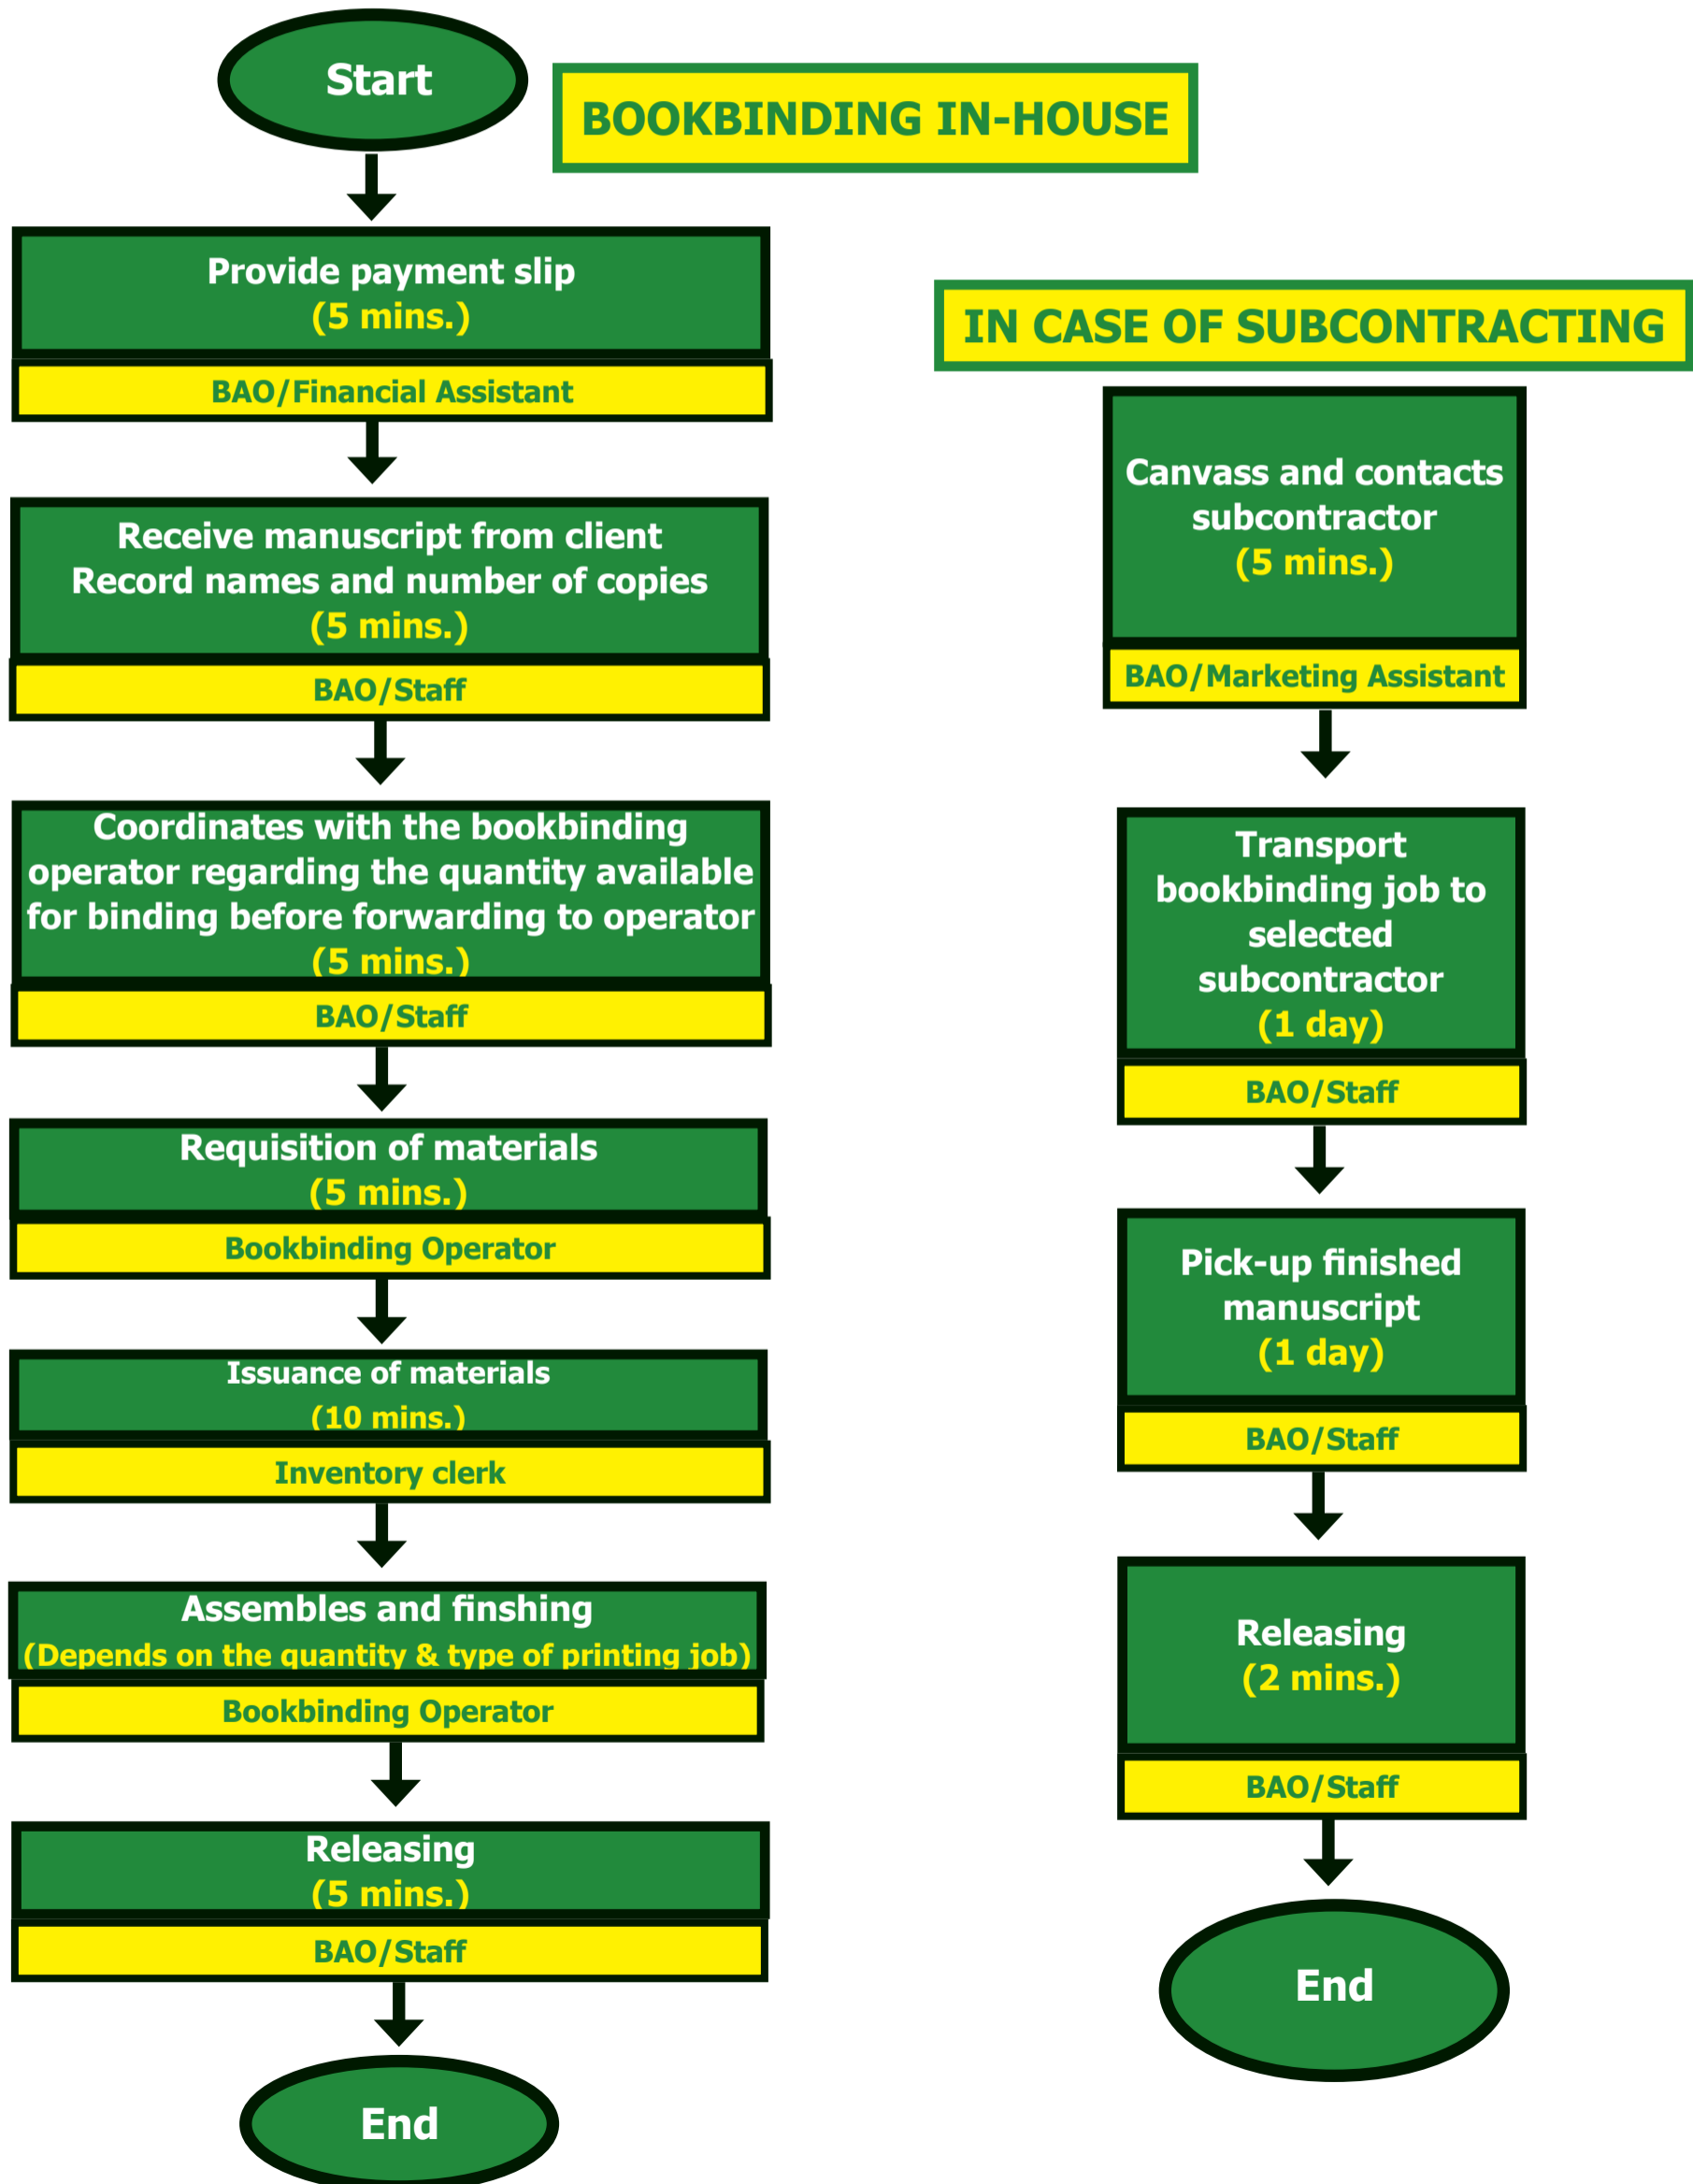 Start
BOOKBINDING IN-HOUSE
Provide payment slip
(5 mins.)
BAO/Financial Assistant
Receive manuscript from client
Record names and number of copies
(5 mins.)
BAO/Staff
Coordinates with the bookbinding
operator regarding the quantity available
for binding before forwarding to operator
(5 mins.)
BAO/Staff
Requisition of materials
(5 mins.)
Bookbinding Operator
Issuance of materials
(10 mins.)
Inventory clerk
Assembles and finshing
(Depends on the quantity & type of printing job)
Bookbinding Operator
Releasing
(5 mins.)
BAO/Staff
End
IN CASE OF SUBCONTRACTING
Canvass and contacts
subcontractor
(5 mins.)
BAO/Marketing Assistant
Transport
bookbinding job to
selected
subcontractor
(1 day)
BAO/Staff
Pick-up finished
manuscript
(1 day)
BAO/Staff
Releasing
(2 mins.)
BAO/Staff
End